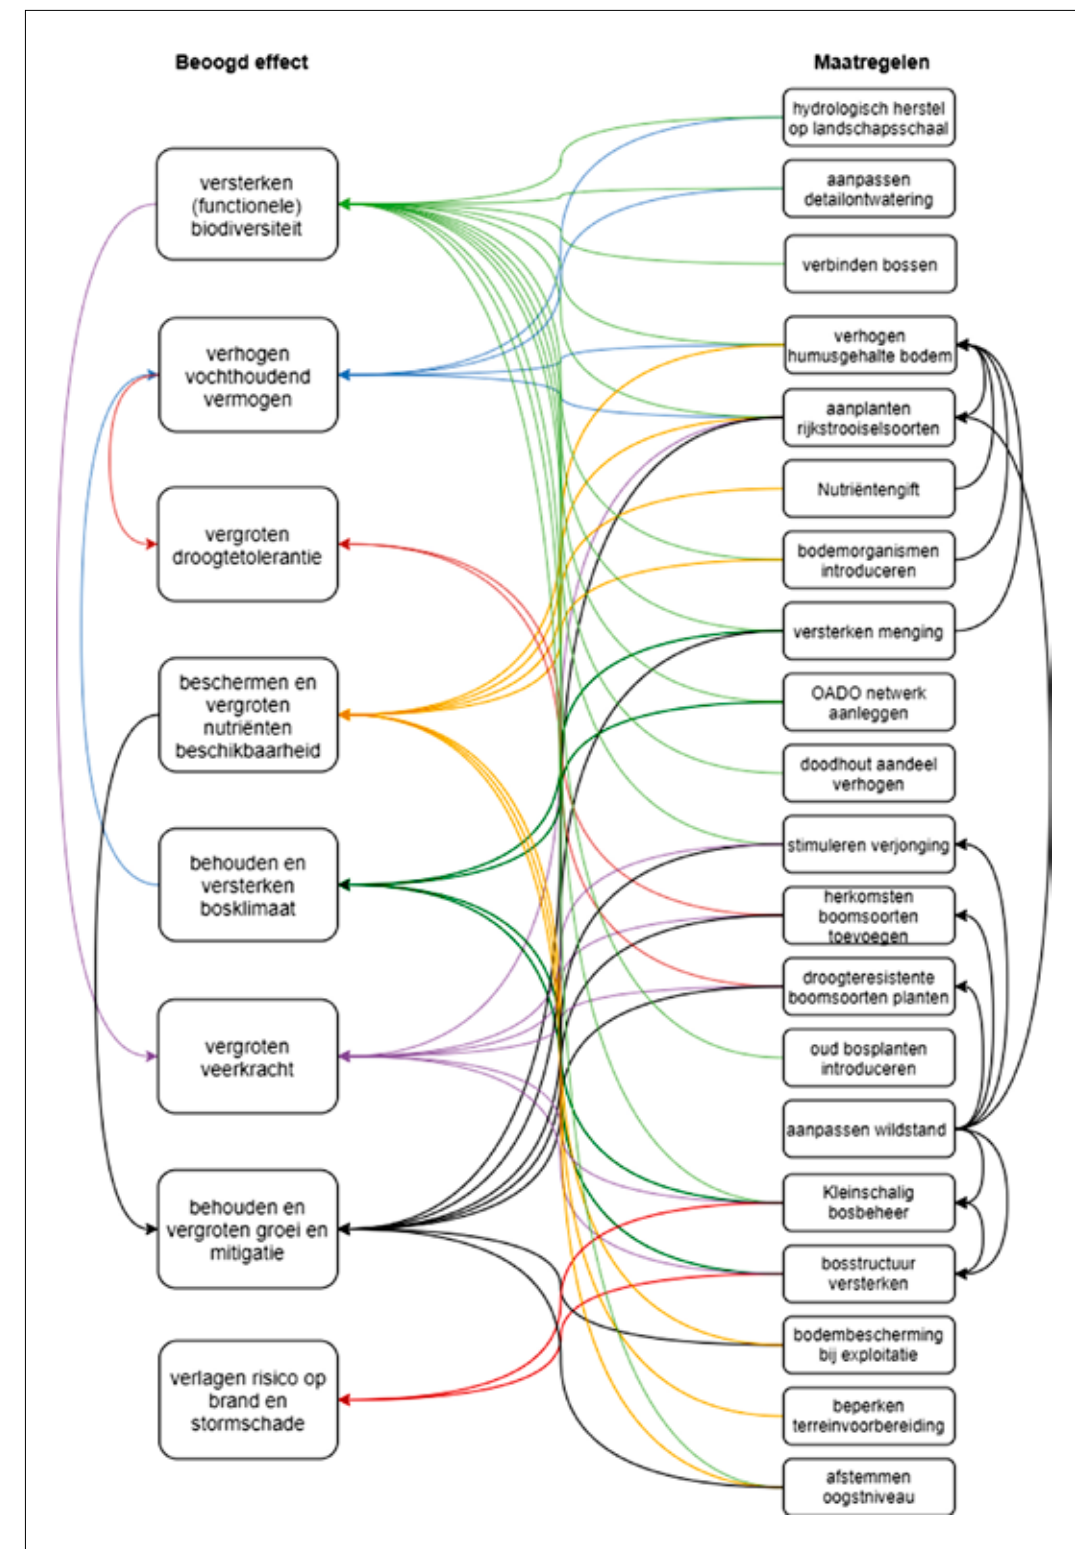 Beoogd effect
versterken
(functionele)
biodiversiteit
verhogen
vochthoudend
vermogen
vergroten
droogtetolerantie
beschermen en
vergroten
nutriënten
beschikbaarheid
behouden en
versterken
bosklimaat
vergroten
veerkracht
behouden en
vergroten groei en
mitigatie
verlagen risico op
brand en
stormschade
Maatregelen
hydrologisch herstel
op landschapsschaal
aanpassen
detailontwatering
verbinden bossen
verhogen
humusgehalte bodem
aanplanten
rijkstrooiselsoorten
Nutriëntengift
bodemorganismen
introduceren
versterken menging
OADO netwerk
aanleggen
doodhout aandeel
verhogen
stimuleren verjonging
herkomsten
boomsoorten
toevoegen
droogteresistente
boomsoorten planten
oud bosplanten
introduceren
aanpassen wildstand
Kleinschalig
bosbeheer
bosstructuur
versterken
bodembescherming
bij exploitatie
beperken
terreinvoorbereiding
afstemmen
oogstniveau